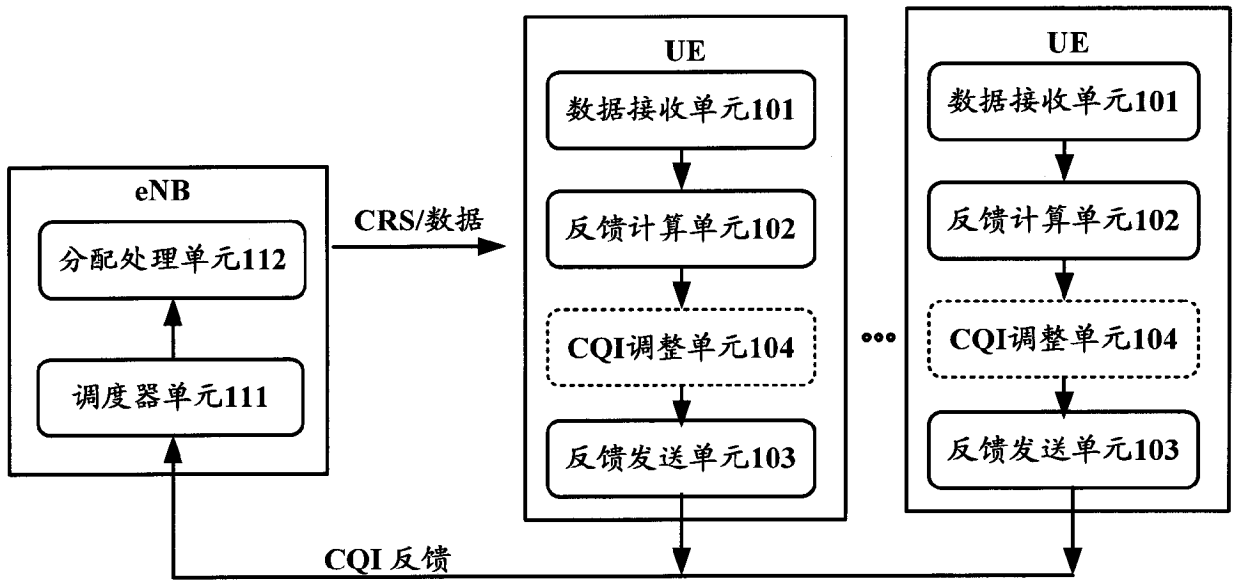 eNB
分配处理单元112
调度器单元111
CRS/数据
UE
数据接收单元101
反馈计算单元102
CQI调整单元104
反馈发送单元103
UE
数据接收单元101
反馈计算单元102
CQI调整单元104
反馈发送单元103
CQI 反馈